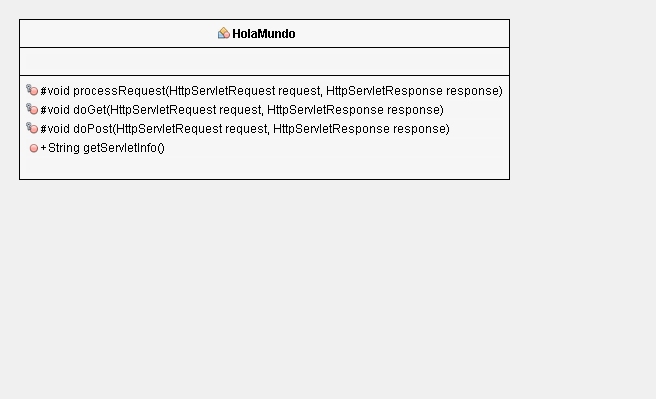 HolaMundo
#void processRequest(HttpServletRequest request, HttpServletResponse response)
#void doGet(HttpServletRequest request, HttpServletResponse response)
#void doPost(HttpServletRequest request, HttpServletResponse response)
+String getServletInfo()